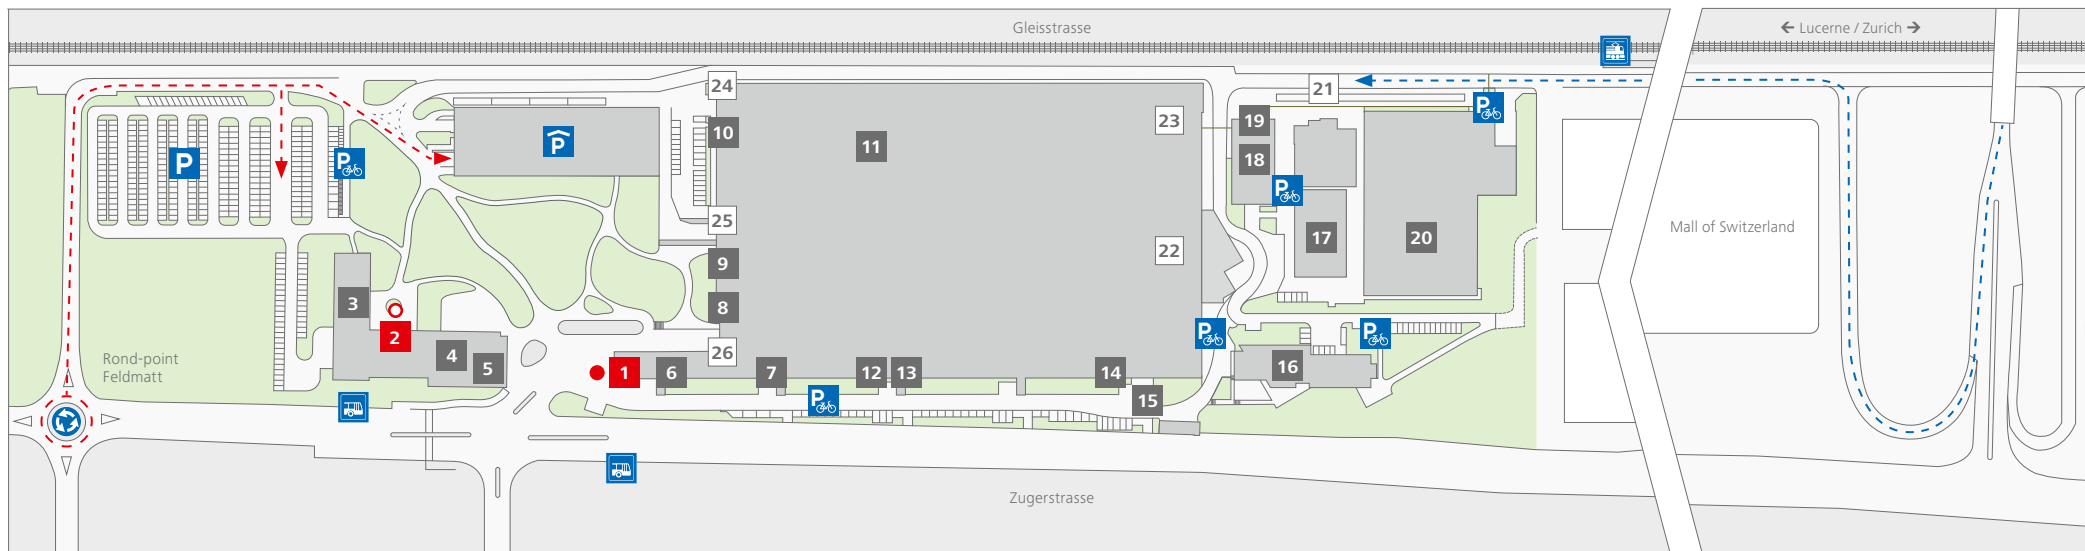 Gleisstrasse
← Lucerne / Zurich →
24
21
P
19
23
10
P
11
18
P
P
P
25
17
20
22
Mall of Switzerland
9
3
8
2
P
P
26
4
Rond-point
Feldmatt
5
1
6
7
12
13
14
16
P
15
Zugerstrasse